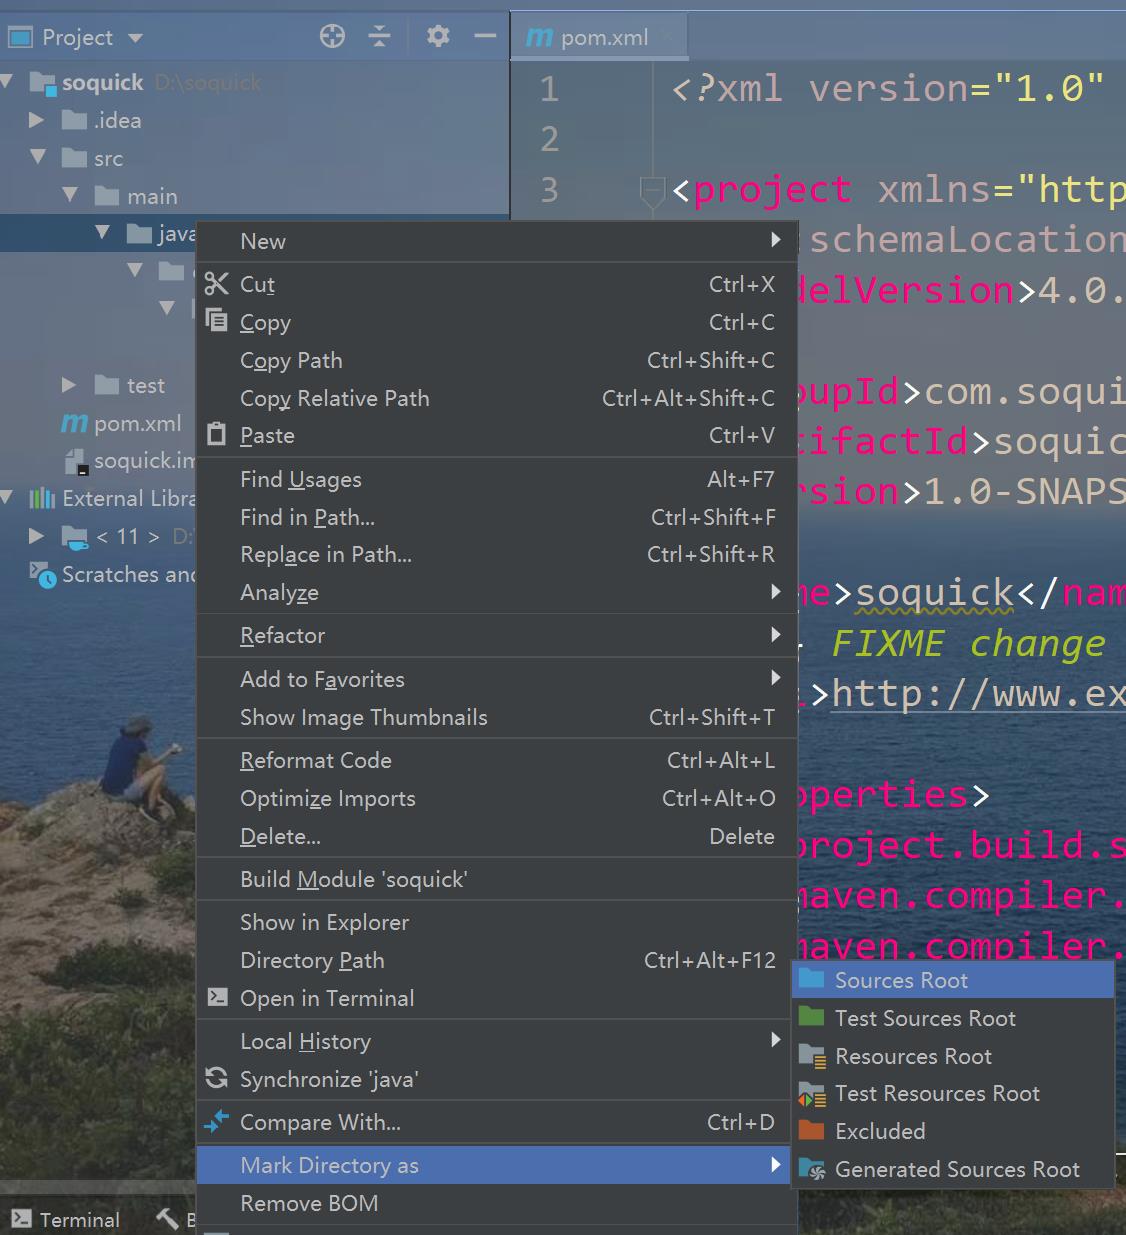 Project
pom.xml
soquick D:\soquick
.idea
src
main
java
test
pom.xml
soquick.im
External Libra
< 11 > D:
Scratches and
Terminal
1 <?xml version="1.0"
2
3 <project xmlns="http
:schemaLocation
delVersion>4.0.
oupId>com.soqui
tifactId>soquic
rsion>1.0-SNAPS
me>soquick</nam
FIXME change
>http://www.ex
operties>
project.build.s
maven.compiler.
maven.compiler.
New
Cut Ctrl+X
Copy Ctrl+C
Copy Path Ctrl+Shift+C
Copy Relative Path Ctrl+Alt+Shift+C
Paste Ctrl+V
Find Usages Alt+F7
Find in Path... Ctrl+Shift+F
Replace in Path... Ctrl+Shift+R
Analyze
Refactor
Add to Favorites
Show Image Thumbnails Ctrl+Shift+T
Reformat Code Ctrl+Alt+L
Optimize Imports Ctrl+Alt+O
Delete... Delete
Build Module 'soquick'
Show in Explorer
Directory Path Ctrl+Alt+F12
Open in Terminal
Local History
Synchronize 'java'
Compare With... Ctrl+D
Mark Directory as
Remove BOM
Sources Root
Test Sources Root
Resources Root
Test Resources Root
Excluded
Generated Sources Root